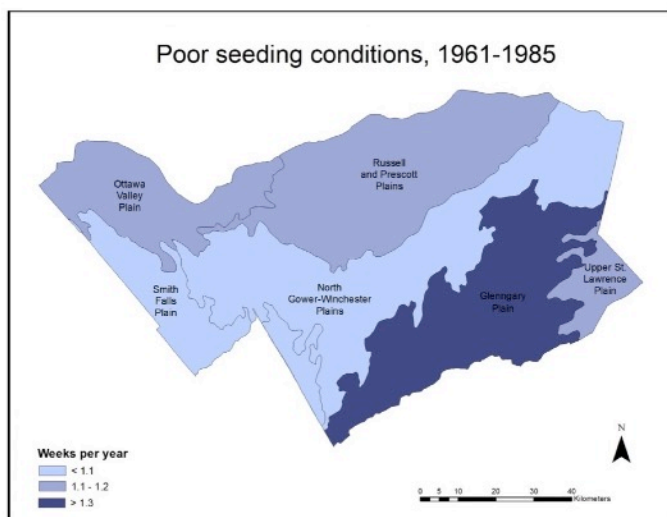 Poor seeding conditions, 1961-1985
Ottawa
Valley
Plain
Russell
and Prescott
Plains
Smith
Falls
Plain
North
Gower-Winchester
Plains
Glenngary
Plain
Upper St.
Lawrence
Plain
N
Weeks per year
< 1.1
1.1 - 1.2
> 1.3
0 5 10 20 30 40
Kilometers